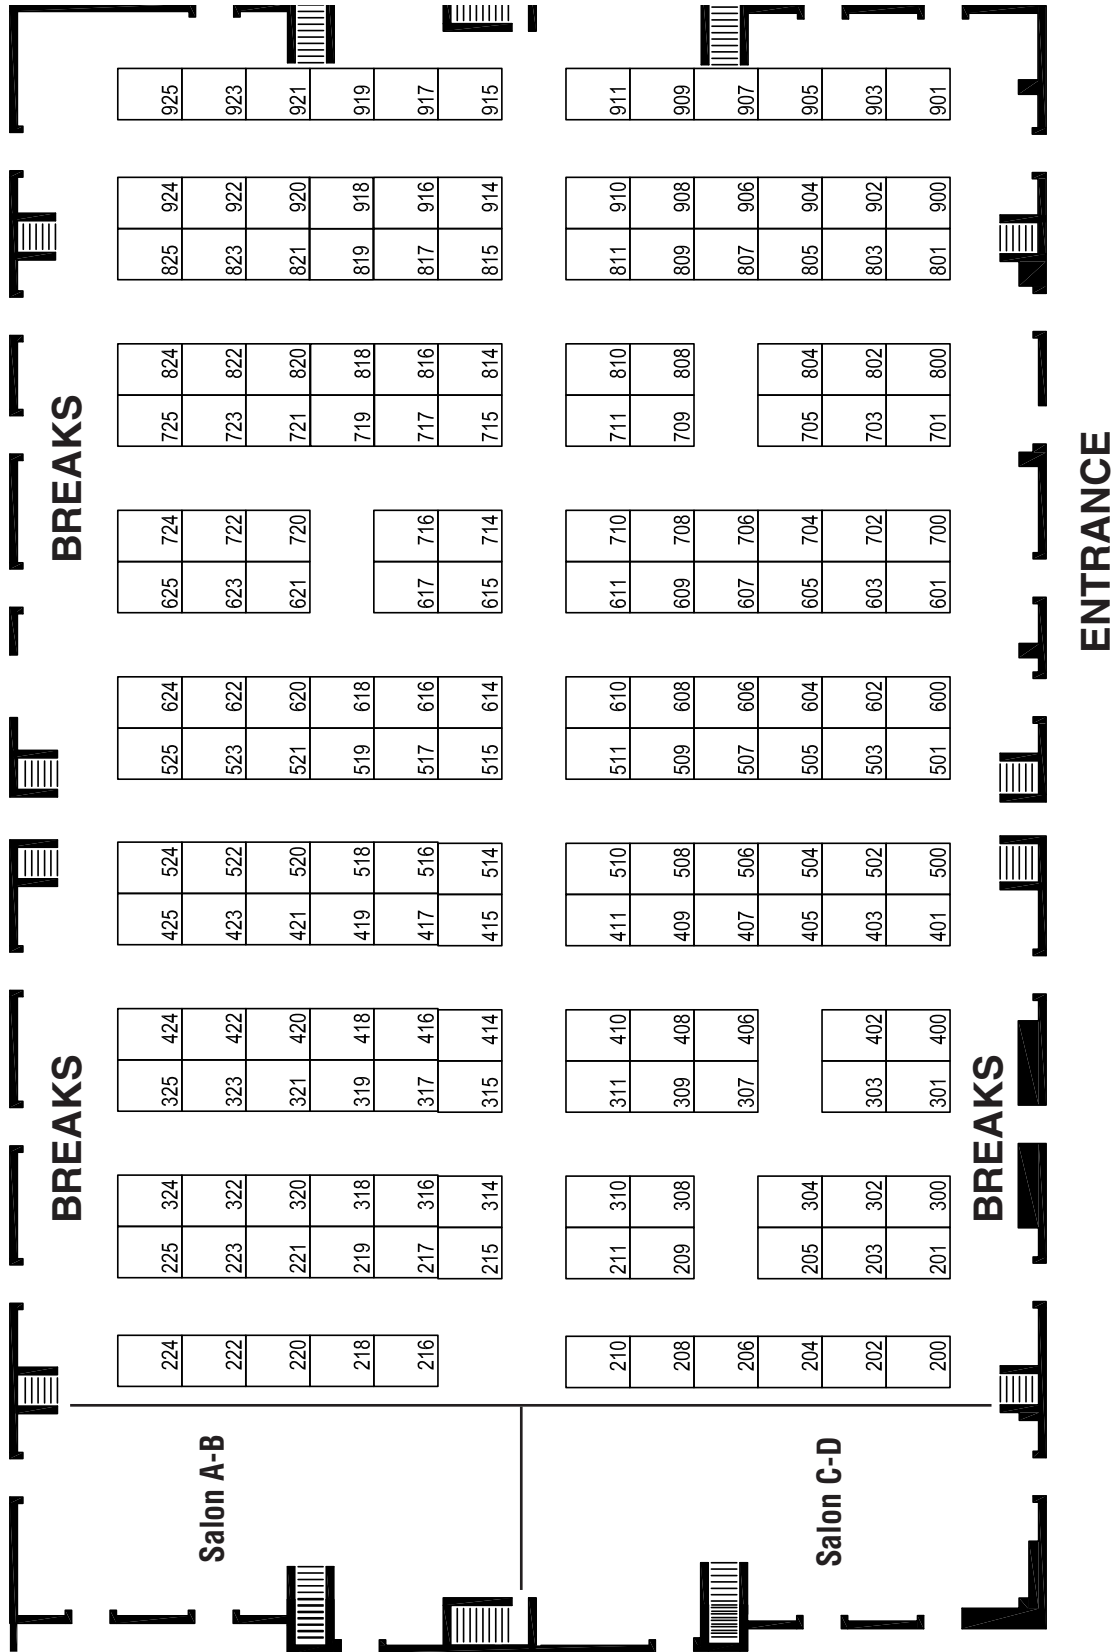 BREAKS BREAKS
224 225 324 325 424 425 524 525 624 625 724 725 824 825 924 925
Salon A-B
222 223 322 323 422 423 522 523 622 623 722 723 822 823 922 923
220 221 320 321 420 421 520 521 620 621 720 721 820 821 920 921
218 219 318 319 418 419 518 519 618 719 818 819 918 919
216 217 316 317 416 417 516 517 616 617 716 717 816 817 916 917
215 314 315 414 415 514 515 614 615 714 715 814 815 914 915
210 211 310 311 410 411 510 511 610 611 710 711 810 811 910 911
208 209 308 309 408 409 508 509 608 609 708 709 808 809 908 909
206 307 406 407 506 507 606 607 706 807 906 907
204 205 304 405 504 505 604 605 704 705 804 805 904 905
Salon C-D
202 203 302 303 402 403 502 503 602 603 702 703 802 803 902 903
200 201 300 301 400 401 500 501 600 601 700 701 800 801 900 901
BREAKS
ENTRANCE